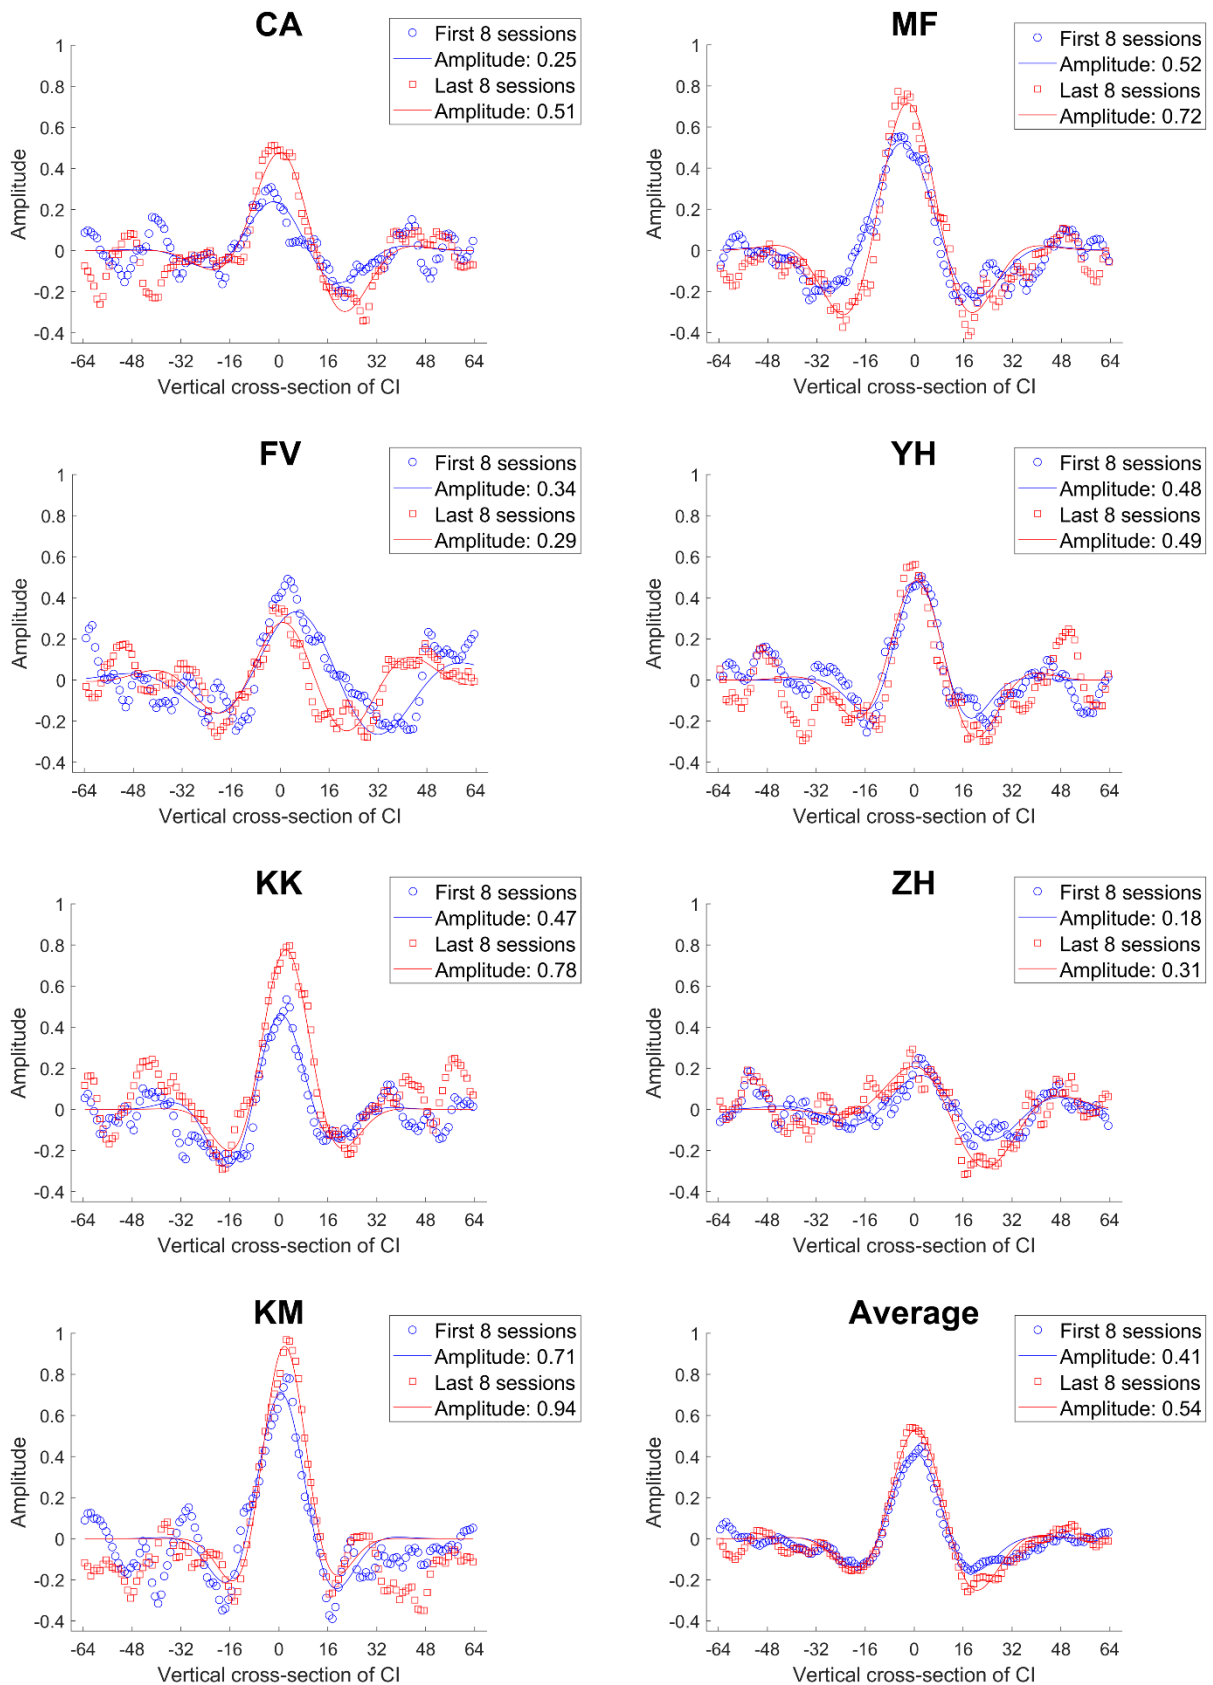 CA
First 8 sessions
Amplitude: 0.25
Last 8 sessions
Amplitude: 0.51
1
0.8
0.6
0.4
0.2
0
-0.2
-0.4
Amplitude
-64 -48 -32 -16 0 16 32 48 64
Vertical cross-section of CI
MF
First 8 sessions
Amplitude: 0.52
Last 8 sessions
Amplitude: 0.72
1
0.8
0.6
0.4
0.2
0
-0.2
-0.4
Amplitude
-64 -48 -32 -16 0 16 32 48 64
Vertical cross-section of CI
FV
First 8 sessions
Amplitude: 0.34
Last 8 sessions
Amplitude: 0.29
1
0.8
0.6
0.4
0.2
0
-0.2
-0.4
Amplitude
-64 -48 -32 -16 0 16 32 48 64
Vertical cross-section of CI
YH
First 8 sessions
Amplitude: 0.48
Last 8 sessions
Amplitude: 0.49
1
0.8
0.6
0.4
0.2
0
-0.2
-0.4
Amplitude
-64 -48 -32 -16 0 16 32 48 64
Vertical cross-section of CI
KK
First 8 sessions
Amplitude: 0.47
Last 8 sessions
Amplitude: 0.78
1
0.8
0.6
0.4
0.2
0
-0.2
-0.4
Amplitude
-64 -48 -32 -16 0 16 32 48 64
Vertical cross-section of CI
ZH
First 8 sessions
Amplitude: 0.18
Last 8 sessions
Amplitude: 0.31
1
0.8
0.6
0.4
0.2
0
-0.2
-0.4
Amplitude
-64 -48 -32 -16 0 16 32 48 64
Vertical cross-section of CI
KM
First 8 sessions
Amplitude: 0.71
Last 8 sessions
Amplitude: 0.94
1
0.8
0.6
0.4
0.2
0
-0.2
-0.4
Amplitude
-64 -48 -32 -16 0 16 32 48 64
Vertical cross-section of CI
Average
First 8 sessions
Amplitude: 0.41
Last 8 sessions
Amplitude: 0.54
1
0.8
0.6
0.4
0.2
0
-0.2
-0.4
Amplitude
-64 -48 -32 -16 0 16 32 48 64
Vertical cross-section of CI